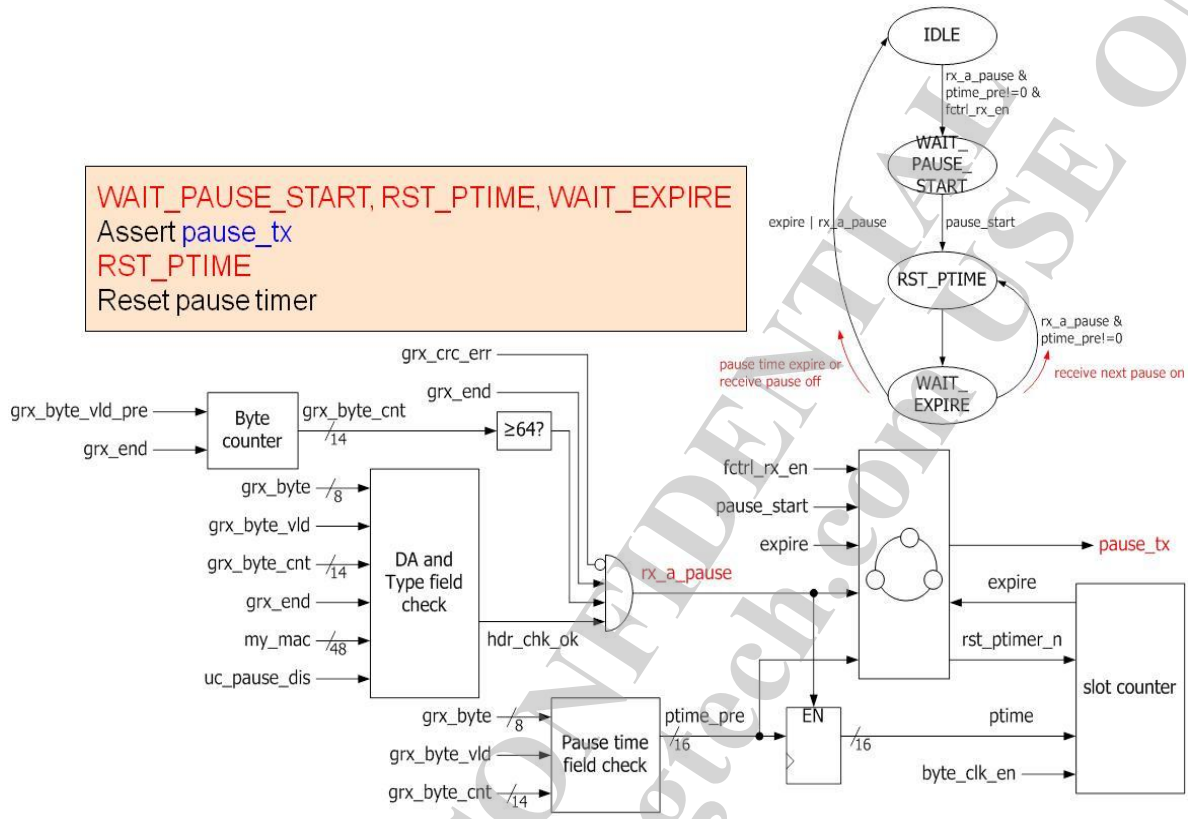 IDLE
rx_a_pause &
ptime_pre!=0 &
fctrl_rx_en
WAIT_
PAUSE_
START
expire | rx_a_pause
pause_start
RST_PTIME
rx_a_pause &
ptime_pre!=0
pause time expire or
receive pause off
receive next pause on
WAIT_
EXPIRE
WAIT_PAUSE_START, RST_PTIME, WAIT_EXPIRE
Assert pause_tx
RST_PTIME
Reset pause timer
grx_crc_err
grx_end
grx_byte_vld_pre
grx_end
Byte
counter
grx_byte_cnt
14
≥64?
grx_byte
8
grx_byte_vld
grx_byte_cnt
14
grx_end
my_mac
48
uc_pause_dis
DA and
Type field
check
hdr_chk_ok
rx_a_pause
fctrl_rx_en
pause_start
expire
pause_tx
expire
rst_ptimer_n
slot counter
grx_byte
8
grx_byte_vld
grx_byte_cnt
14
Pause time
field check
ptime_pre
16
EN
16
ptime
byte_clk_en